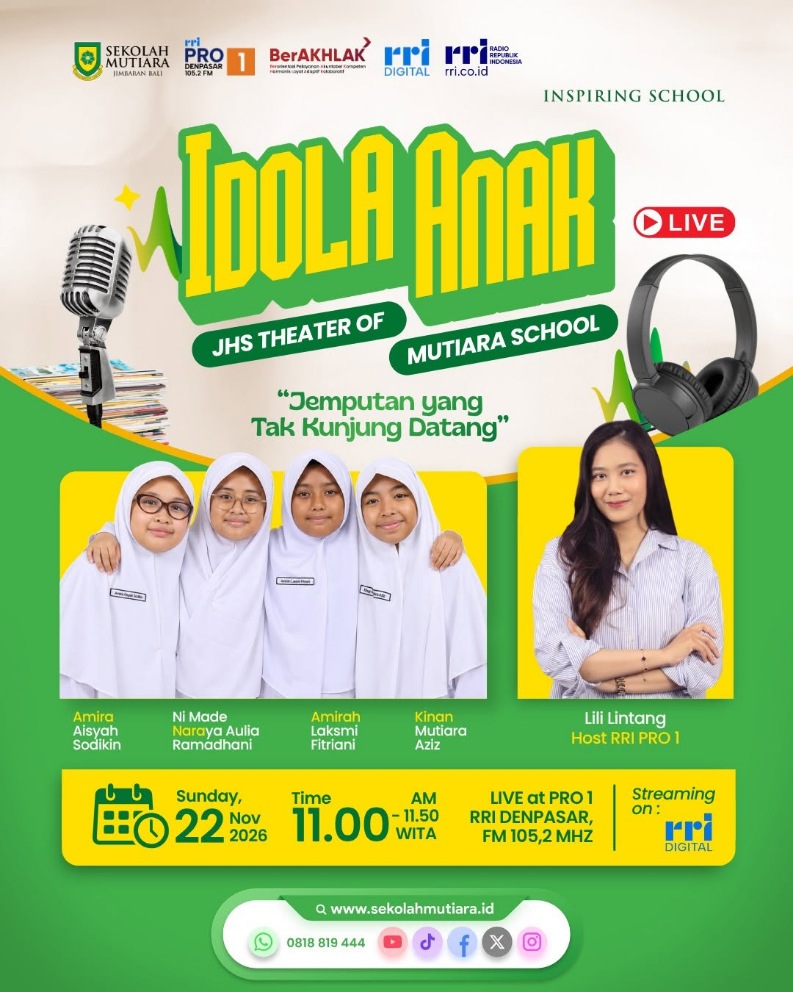 SEKOLAH
MUTIARA
JIMBARAN BALI
rri
PRO 1
DENPASAR
105.2 FM
BerAKHLAK
rri
DIGITAL
rri
RADIO
REPUBLIK
INDONESIA
rri.co.id
INSPIRING SCHOOL
IDOLA ANAK
LIVE
JHS THEATER OF
MUTIARA SCHOOL
“Jemputan yang
Tak Kunjung Datang”
Amira
Aisyah
Sodikin
Ni Made
Naraya Aulia
Ramadhani
Amirah
Laksmi
Fitriani
Kinan
Mutiara
Aziz
Lili Lintang
Host RRI PRO 1
Sunday,
22 Nov
2026
Time
11.00 - 11.50
AM
WITA
LIVE at PRO 1
RRI DENPASAR,
FM 105,2 MHZ
Streaming
on :
rri
DIGITAL
www.sekolahmutiara.id
0818 819 444